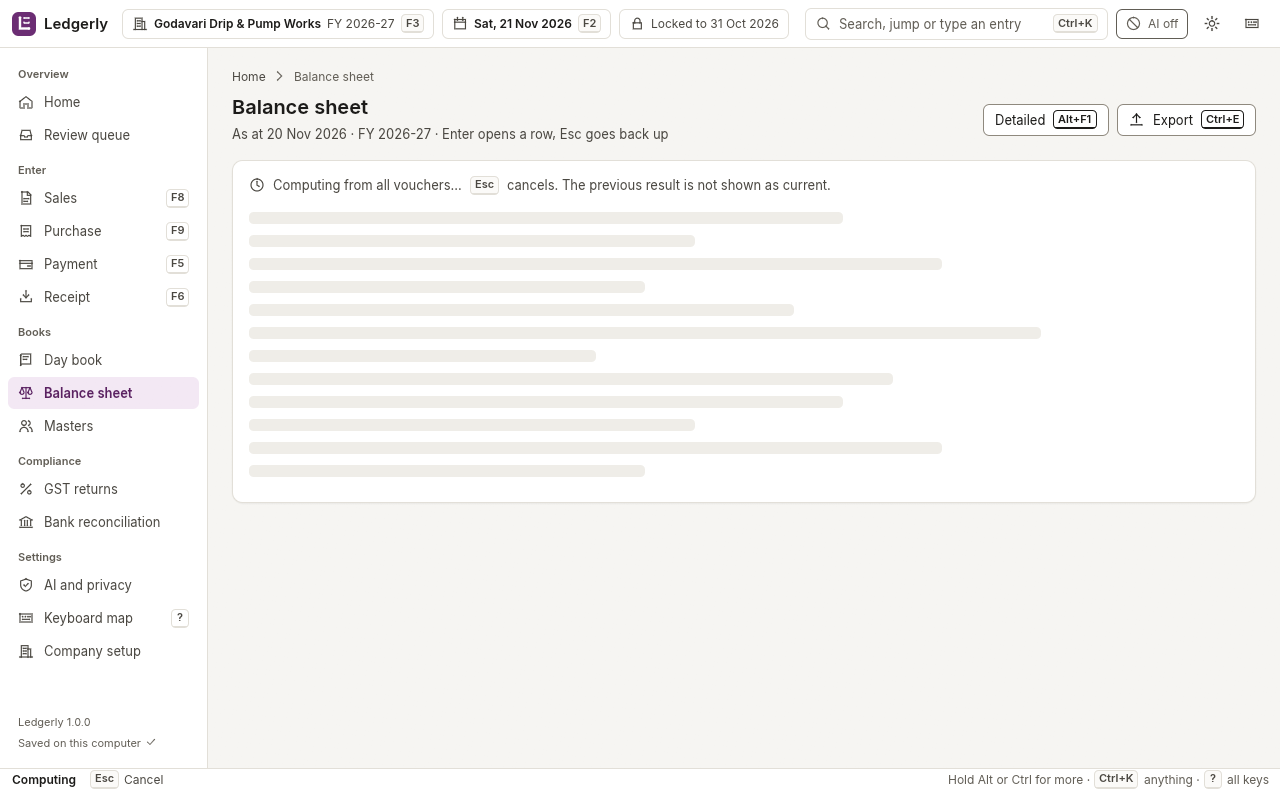 Ledgerly
Godavari Drip & Pump Works FY 2026-27 F3
Sat, 21 Nov 2026 F2
Locked to 31 Oct 2026
Search, jump or type an entry Ctrl+K
AI off
Overview
Home
Review queue
Enter
Sales F8
Purchase F9
Payment F5
Receipt F6
Books
Day book
Balance sheet
Masters
Compliance
GST returns
Bank reconciliation
Settings
AI and privacy
Keyboard map ?
Company setup
Ledgerly 1.0.0
Saved on this computer
Home Balance sheet
Balance sheet
As at 20 Nov 2026 · FY 2026-27 · Enter opens a row, Esc goes back up
Detailed Alt+F1
Export Ctrl+E
Computing from all vouchers... Esc cancels. The previous result is not shown as current.
Computing Esc Cancel
Hold Alt or Ctrl for more · Ctrl+K anything · ? all keys